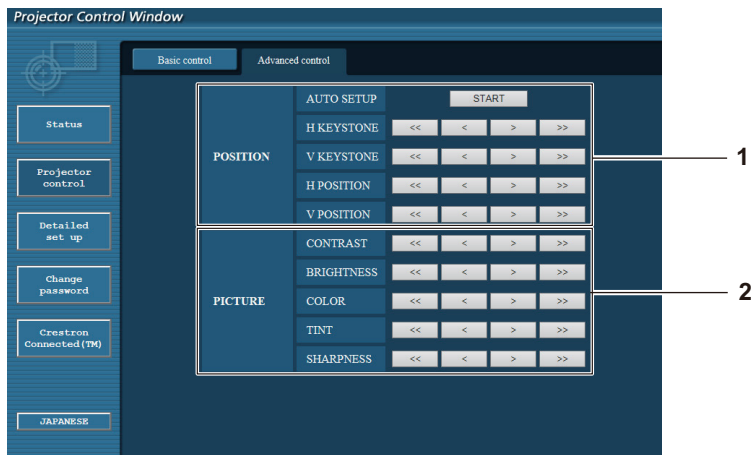 Projector Control Window
Basic control Advanced control
Status
Projector
control
Detailed
set up
Change
password
Crestron
Connected(TM)
JAPANESE
POSITION
AUTO SETUP START
H KEYSTONE << < > >>
V KEYSTONE << < > >>
H POSITION << < > >>
V POSITION << < > >>
1
PICTURE
CONTRAST << < > >>
BRIGHTNESS << < > >>
COLOR << < > >>
TINT << < > >>
SHARPNESS << < > >>
2